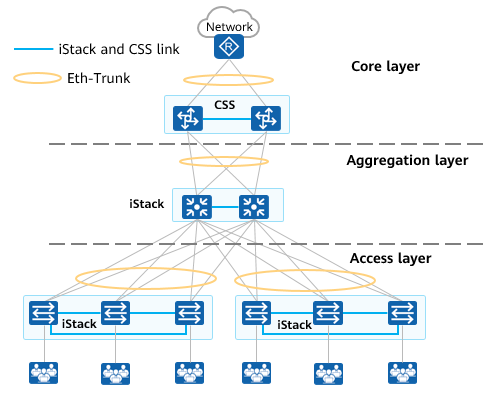 Network
R
iStack and CSS link
Eth-Trunk
Core layer
CSS
Aggregation layer
iStack
Access layer
iStack
iStack